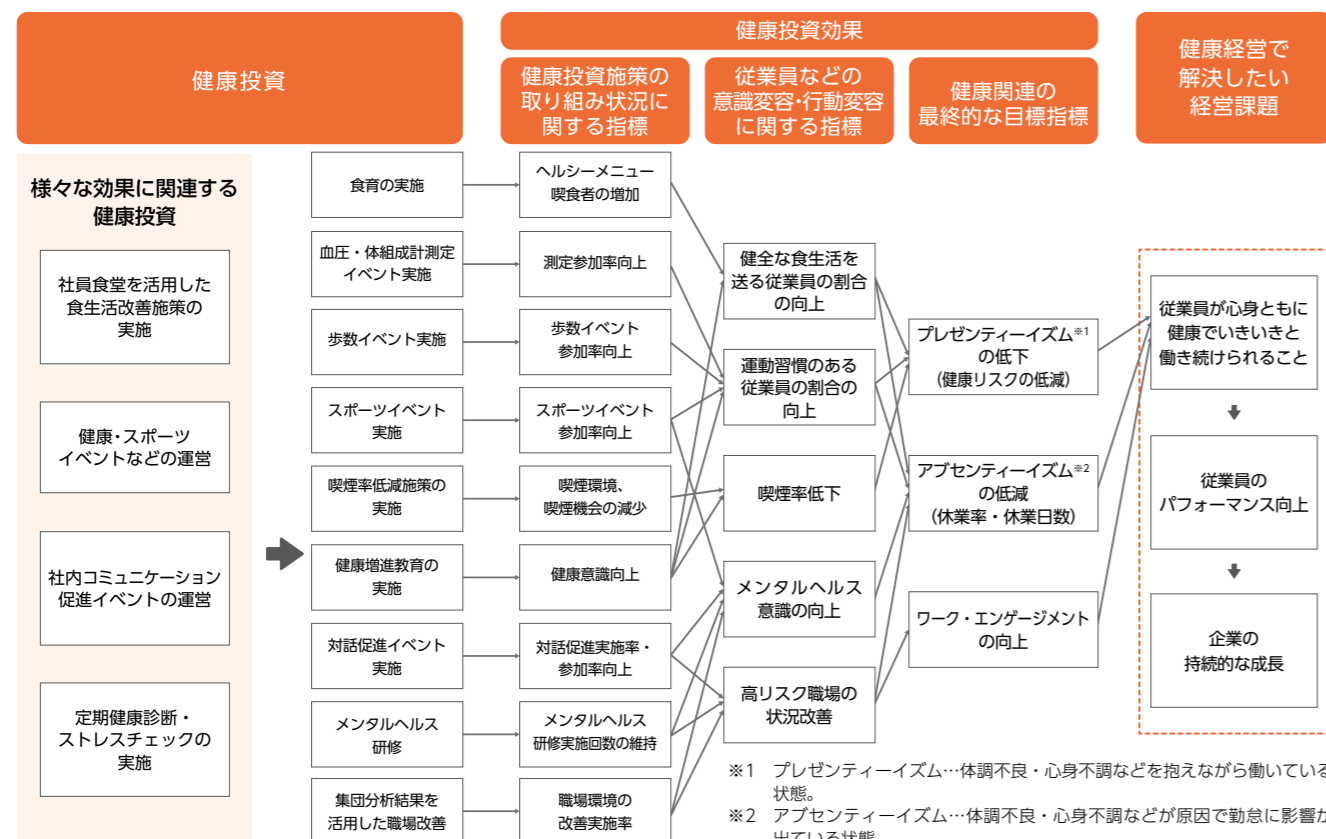 健康投資
健康投資効果
健康投資施策の
取り組み状況に
関する指標
従業員などの
意識変容・行動変容
に関する指標
健康関連の
最終的な目標指標
健康経営で
解決したい
経営課題
様々な効果に関連する
健康投資
社員食堂を活用した
食生活改善施策の
実施
健康・スポーツ
イベントなどの運営
社内コミュニケーション
促進イベントの運営
定期健康診断・
ストレスチェックの
実施
食育の実施
血圧・体組成計測定
イベント実施
歩数イベント実施
スポーツイベント
実施
喫煙率低減施策の
実施
健康増進教育の
実施
対話促進イベント
実施
メンタルヘルス
研修
集団分析結果を
活用した職場改善
ヘルシーメニュー
喫食者の増加
測定参加率向上
歩数イベント
参加率向上
スポーツイベント
参加率向上
喫煙環境、
喫煙機会の減少
健康意識向上
対話促進実施率・
参加率向上
メンタルヘルス
研修実施回数の維持
職場環境の
改善実施率
健全な食生活を
送る従業員の割合
の向上
運動習慣のある
従業員の割合の
向上
喫煙率低下
メンタルヘルス
意識の向上
高リスク職場の
状況改善
プレゼンティーイズム※1
の低下
（健康リスクの低減）
アブセンティーイズム※2
の低減
（休業率・休業日数）
ワーク・エンゲージメント
の向上
従業員が心身ともに
健康でいきいきと
働き続けられること
従業員の
パフォーマンス向上
企業の
持続的な成長
※1 プレゼンティーイズム…体調不良・心身不調などを抱えながら働いている
状態。
※2 アブセンティーイズム…体調不良・心身不調などが原因で勤怠に影響が
出ている状態